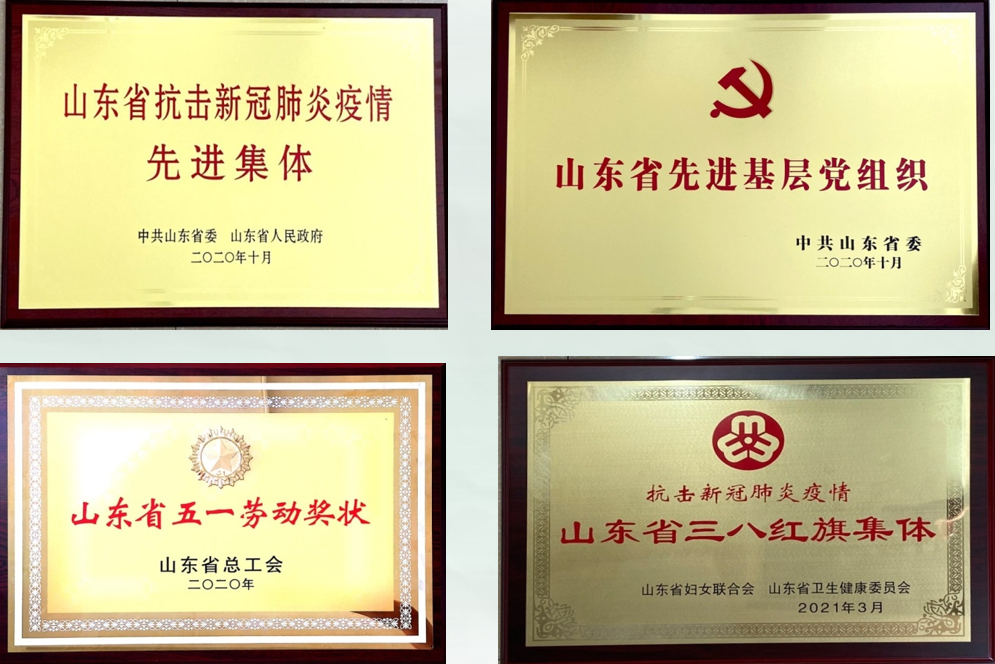 山东省抗击新冠肺炎疫情
先进集体
中共山东省委 山东省人民政府
二〇二〇年十月
山东省先进基层党组织
中共山东省委
二〇二〇年十月
山东省五一劳动奖状
山东省总工会
二〇二〇年
抗击新冠肺炎疫情
山东省三八红旗集体
山东省妇女联合会 山东省卫生健康委员会
2021年3月